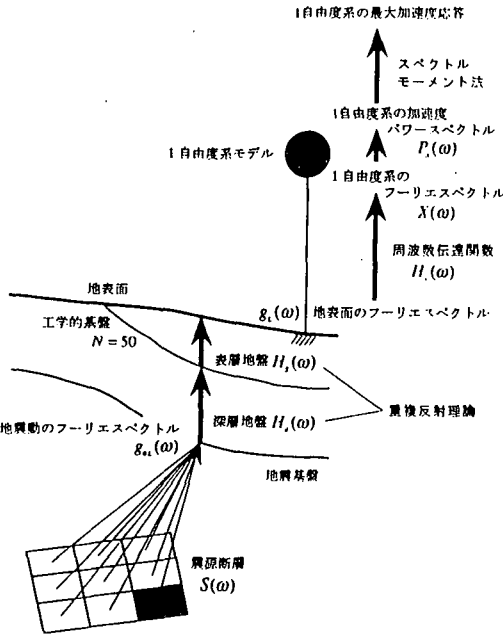 1自由度系の最大加速度応答
スペクトル
モーメント法
1自由度系の加速度
パワースペクトル
1自由度系モデル
1自由度系の
フーリエスペクトル
X(ω)
周波数伝達関数
地表面
地表面のフーリエスペクトル
工学的基盤
N = 50
表層地盤
重複反射理論
深層地盤
地震動のフーリエスペクトル
地震基盤
震源断層
S(ω)